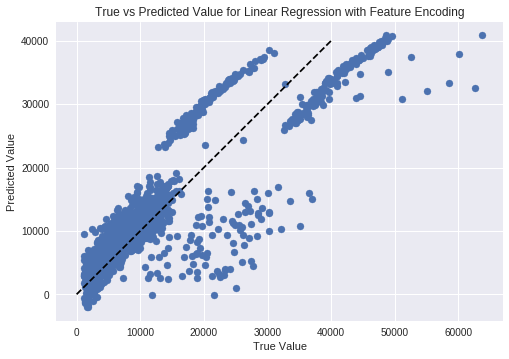 True vs Predicted Value for Linear Regression with Feature Encoding
40000
30000
20000
10000
0
Predicted Value
0 10000 20000 30000 40000 50000 60000
True Value